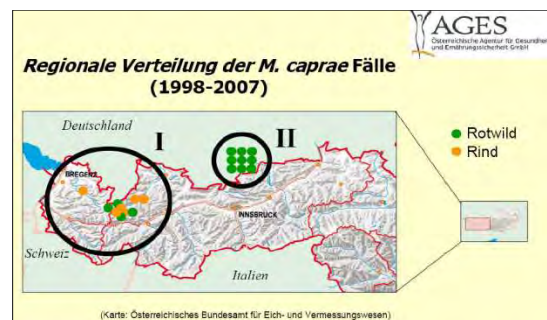 AGES
Österreichische Agentur für Gesundheit
und Ernährungssicherheit GmbH
Regionale Verteilung der M. caprae Fälle
(1998-2007)
Deutschland
I
II
Rotwild
Rind
BREGENZ
INNSBRUCK
Schweiz
Italien
(Karte: Österreichisches Bundesamt für Eich- und Vermessungswesen)